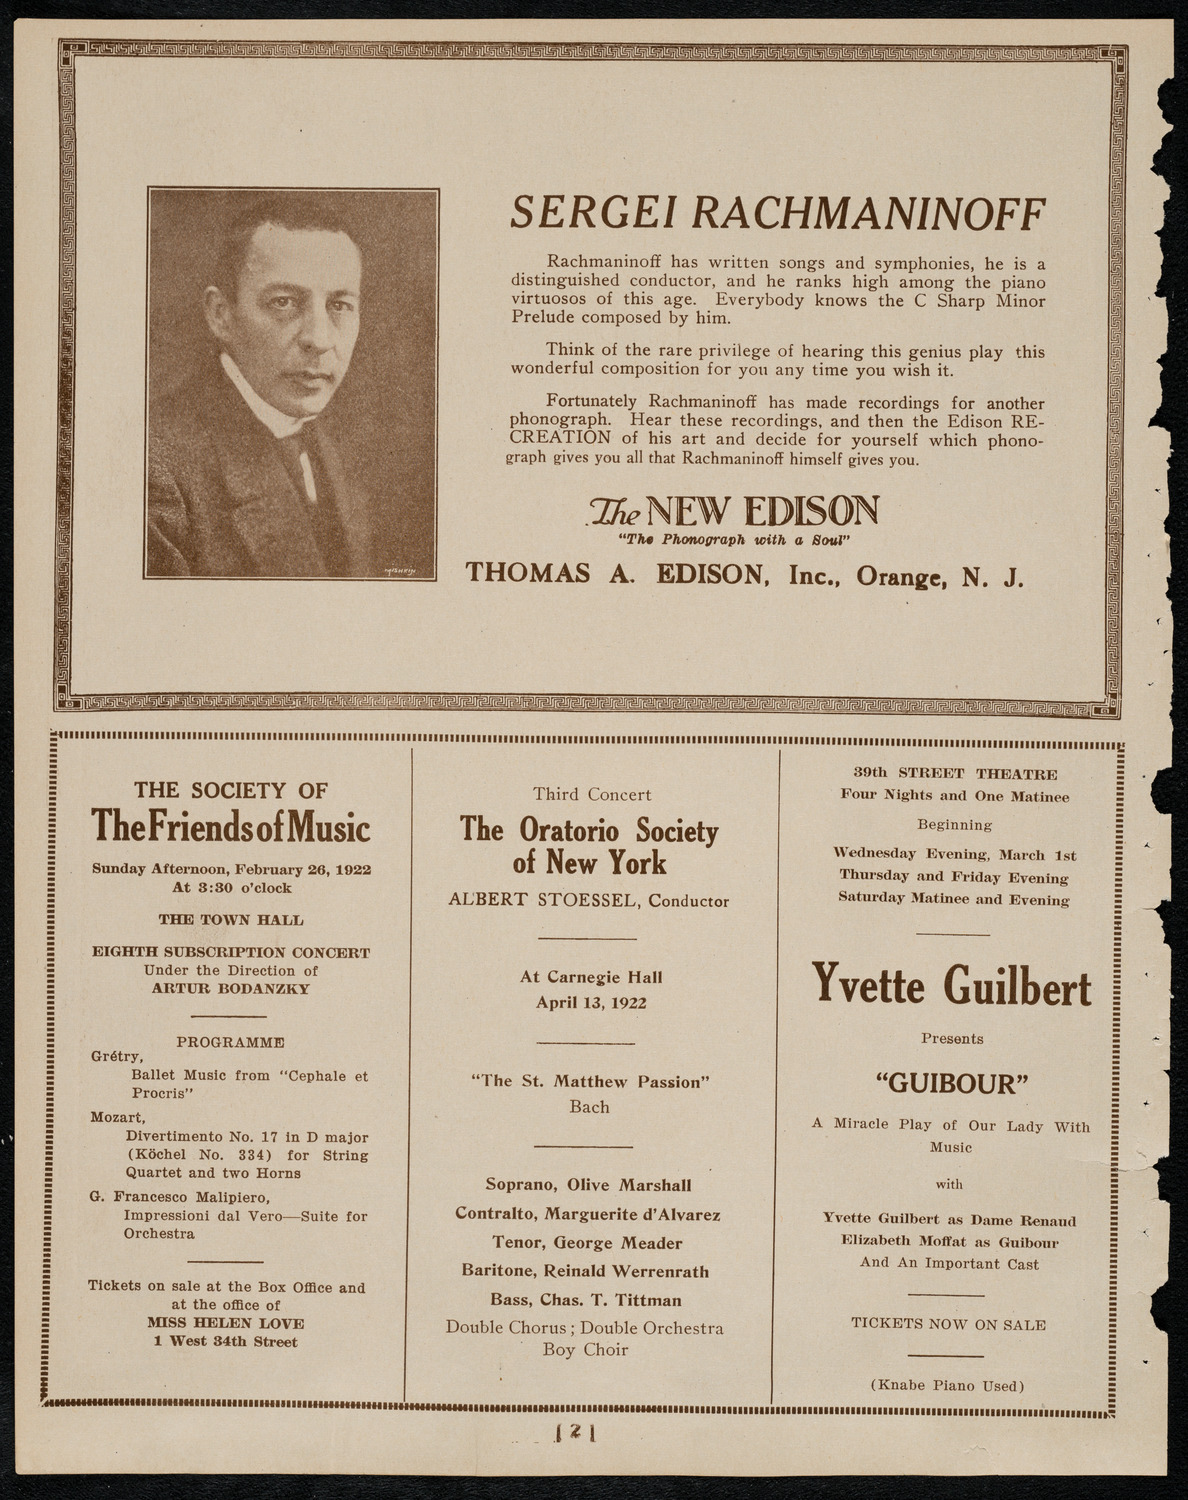 SERGEI RACHMANINOFF
Rachmaninoff has written songs and symphonies, he is a
distinguished conductor, and he ranks high among the piano
virtuosos of this age. Everybody knows the C Sharp Minor
Prelude composed by him.
Think of the rare privilege of hearing this genius play this
wonderful composition for you any time you wish it.
Fortunately Rachmaninoff has made recordings for another
phonograph. Hear these recordings, and then the Edison RE-
CREATION of his art and decide for yourself which phono-
graph gives you all that Rachmaninoff himself gives you.
The NEW EDISON
"The Phonograph with a Soul"
THOMAS A. EDISON, Inc., Orange, N. J.
MISHKIN
THE SOCIETY OF
The Friends of Music
Sunday Afternoon, February 26, 1922
At 3:30 o'clock
THE TOWN HALL
EIGHTH SUBSCRIPTION CONCERT
Under the Direction of
ARTUR BODANZKY
PROGRAMME
Grétry,
Ballet Music from "Cephale et
Procris"
Mozart,
Divertimento No. 17 in D major
(Köchel No. 334) for String
Quartet and two Horns
G. Francesco Malipiero,
Impressioni dal Vero—Suite for
Orchestra
Tickets on sale at the Box Office and
at the office of
MISS HELEN LOVE
1 West 34th Street
Third Concert
The Oratorio Society
of New York
ALBERT STOESSEL, Conductor
At Carnegie Hall
April 13, 1922
"The St. Matthew Passion"
Bach
Soprano, Olive Marshall
Contralto, Marguerite d'Alvarez
Tenor, George Meader
Baritone, Reinald Werrenrath
Bass, Chas. T. Tittman
Double Chorus; Double Orchestra
Boy Choir
39th STREET THEATRE
Four Nights and One Matinee
Beginning
Wednesday Evening, March 1st
Thursday and Friday Evening
Saturday Matinee and Evening
Yvette Guilbert
Presents
"GUIBOUR"
A Miracle Play of Our Lady With
Music
with
Yvette Guilbert as Dame Renaud
Elizabeth Moffat as Guibour
And An Important Cast
TICKETS NOW ON SALE
(Knabe Piano Used)
[2]